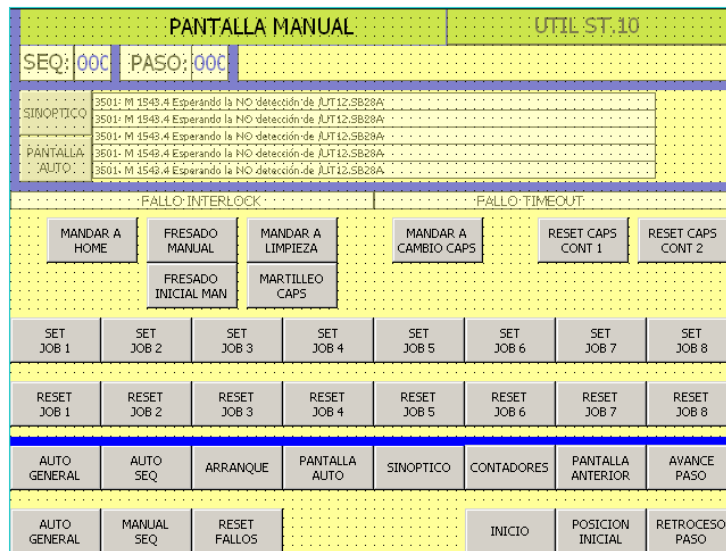 PANTALLA MANUAL UTIL ST.10
SEQ: 000 PASO: 000
SINOPTICO
PANTALLA
AUTO
3501- M 1543.4 Esperando la NO detección de /UT12.SB28A
3501- M 1543.4 Esperando la NO detección de /UT12.SB28A
3501- M 1543.4 Esperando la NO detección de /UT12.SB28A
3501- M 1543.4 Esperando la NO detección de /UT12.SB28A
3501- M 1543.4 Esperando la NO detección de /UT12.SB28A
FALLO INTERLOCK FALLO TIMEOUT
MANDAR A
HOME
FRESADO
MANUAL
MANDAR A
LIMPIEZA
MANDAR A
CAMBIO CAPS
RESET CAPS
CONT 1
RESET CAPS
CONT 2
FRESADO
INICIAL MAN
MARTILLEO
CAPS
SET
JOB 1
SET
JOB 2
SET
JOB 3
SET
JOB 4
SET
JOB 5
SET
JOB 6
SET
JOB 7
SET
JOB 8
RESET
JOB 1
RESET
JOB 2
RESET
JOB 3
RESET
JOB 4
RESET
JOB 5
RESET
JOB 6
RESET
JOB 7
RESET
JOB 8
AUTO
GENERAL
AUTO
SEQ
ARRANQUE
PANTALLA
AUTO
SINOPTICO
CONTADORES
PANTALLA
ANTERIOR
AVANCE
PASO
AUTO
GENERAL
MANUAL
SEQ
RESET
FALLOS
INICIO
POSICION
INICIAL
RETROCESO
PASO